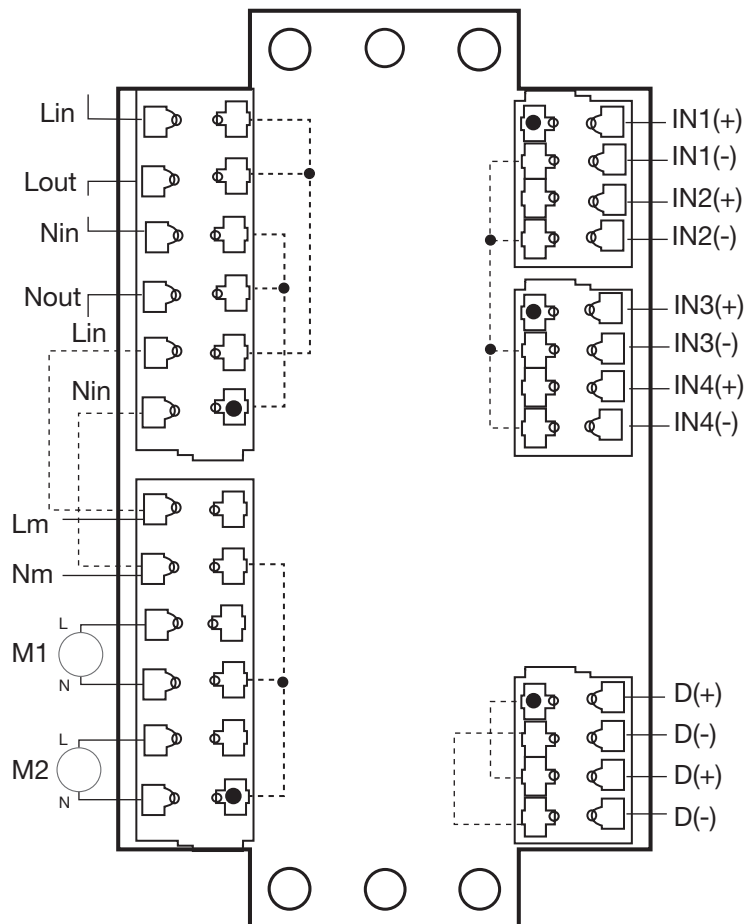 Lin
Lout
Nin
Nout
Lin
Nin
Lm
Nm
L
M1
N
L
M2
N
IN1(+)
IN1(-)
IN2(+)
IN2(-)
IN3(+)
IN3(-)
IN4(+)
IN4(-)
D(+)
D(-)
D(+)
D(-)